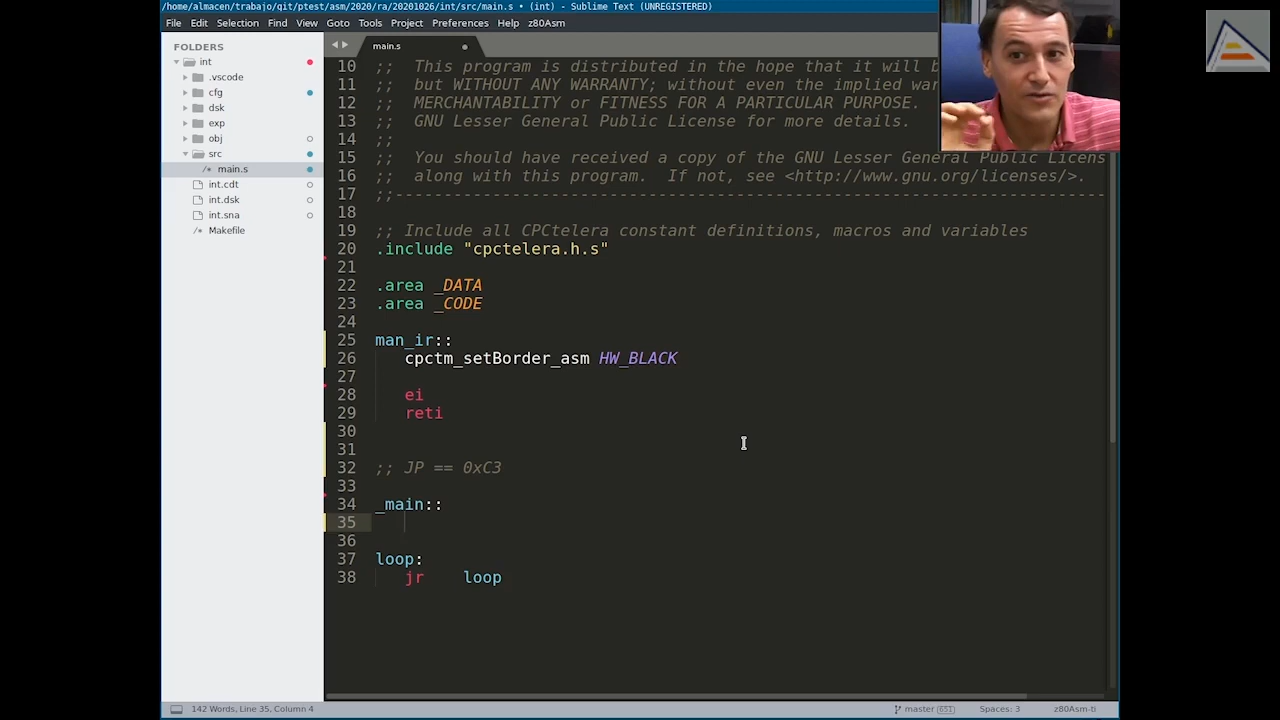 /home/almacen/trabajo/git/ptest/asm/2020/ra/20201026/int/src/main.s • (int) - Sublime Text (UNREGISTERED)
File Edit Selection Find View Goto Tools Project Preferences Help z80Asm
FOLDERS
int
.vscode
cfg
dsk
exp
obj
src
/* main.s
int.cdt
int.dsk
int.sna
/* Makefile
main.s
10 ;; This program is distributed in the hope that it will b
11 ;; but WITHOUT ANY WARRANTY; without even the implied war
12 ;; MERCHANTABILITY or FITNESS FOR A PARTICULAR PURPOSE.
13 ;; GNU Lesser General Public License for more details.
14 ;;
15 ;; You should have received a copy of the GNU Lesser General Public Licens
16 ;; along with this program. If not, see <http://www.gnu.org/licenses/>.
17 ;;-------------------------------------------------------------------------
18
19 ;; Include all CPCtelera constant definitions, macros and variables
20 .include "cpctelera.h.s"
21
22 .area _DATA
23 .area _CODE
24
25 man_ir::
26 cpctm_setBorder_asm HW_BLACK
27
28 ei
29 reti
30
31
32 ;; JP == 0xC3
33
34 _main::
35
36
37 loop:
38 jr loop
142 Words, Line 35, Column 4
master 651
Spaces: 3
z80Asm-ti